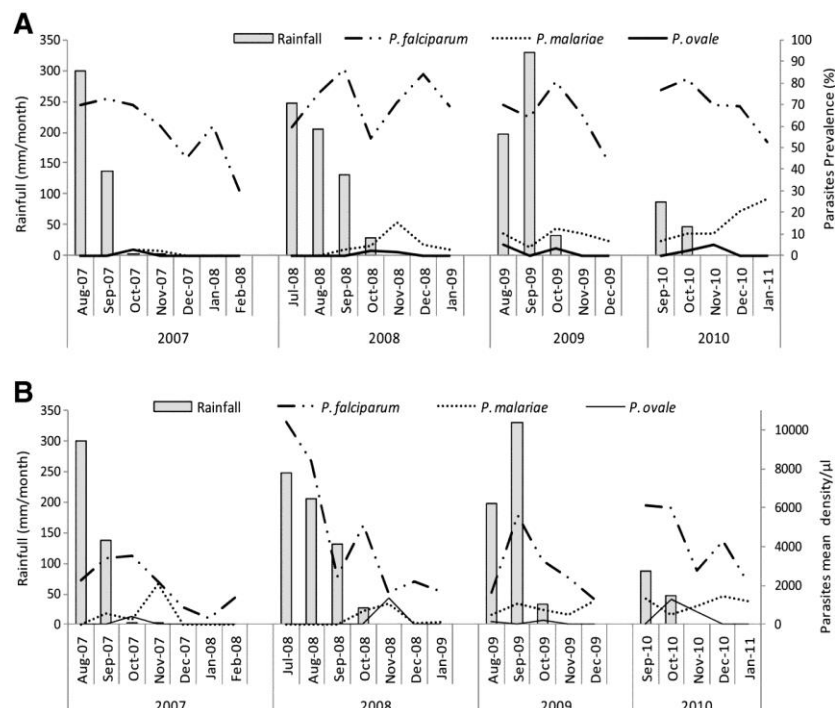 A
Rainfall P. falciparum P. malariae P. ovale
Rainfall (mm/month)
350
300
250
200
150
100
50
0
Parasites Prevalence (%)
100
90
80
70
60
50
40
30
20
10
0
Aug-07 Sep-07 Oct-07 Nov-07 Dec-07 Jan-08 Feb-08 Jul-08 Aug-08 Sep-08 Oct-08 Nov-08 Dec-08 Jan-09 Aug-09 Sep-09 Oct-09 Nov-09 Dec-09 Sep-10 Oct-10 Nov-10 Dec-10 Jan-11
2007 2008 2009 2010
B
Rainfall P. falciparum P. malariae P. ovale
Rainfall (mm/month)
350
300
250
200
150
100
50
0
Parasites mean density/µl
10000
8000
6000
4000
2000
0
Aug-07 Sep-07 Oct-07 Nov-07 Dec-07 Jan-08 Feb-08 Jul-08 Aug-08 Sep-08 Oct-08 Nov-08 Dec-08 Jan-09 Aug-09 Sep-09 Oct-09 Nov-09 Dec-09 Sep-10 Oct-10 Nov-10 Dec-10 Jan-11
2007 2008 2009 2010